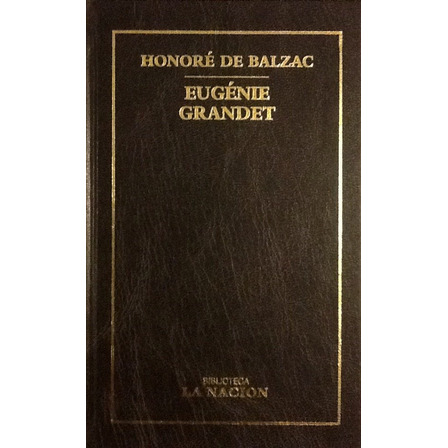 HONORÉ DE BALZAC
EUGÉNIE
GRANDET
BIBLIOTECA
LA NACION